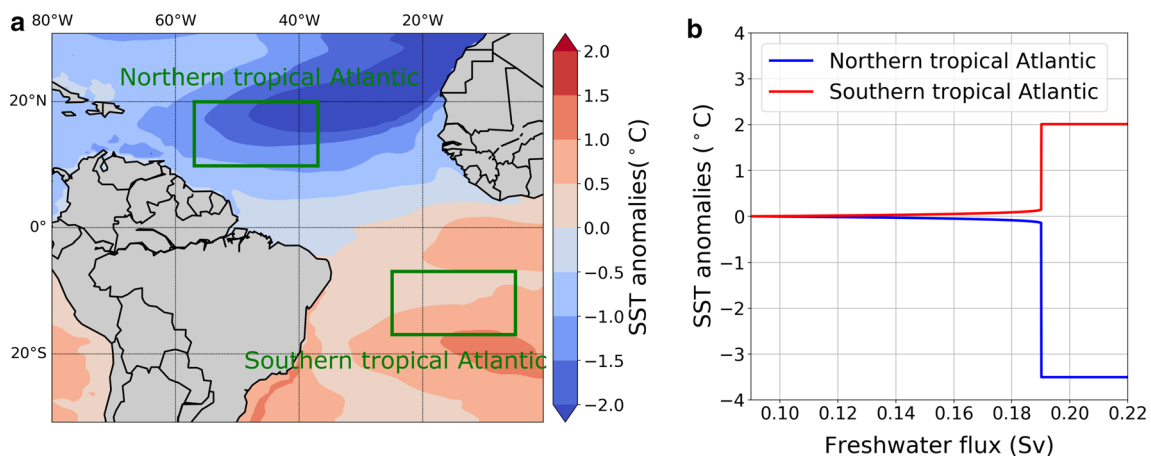 a
80°W 60°W 40°W 20°W
20°N
0°
20°S
Northern tropical Atlantic
Southern tropical Atlantic
2.0
1.5
1.0
0.5
0.0
−0.5
−1.0
−1.5
−2.0
SST anomalies(°C)
b
4
3
2
1
0
−1
−2
−3
−4
SST anomalies (°C)
Northern tropical Atlantic
Southern tropical Atlantic
0.10 0.12 0.14 0.16 0.18 0.20 0.22
Freshwater flux (Sv)